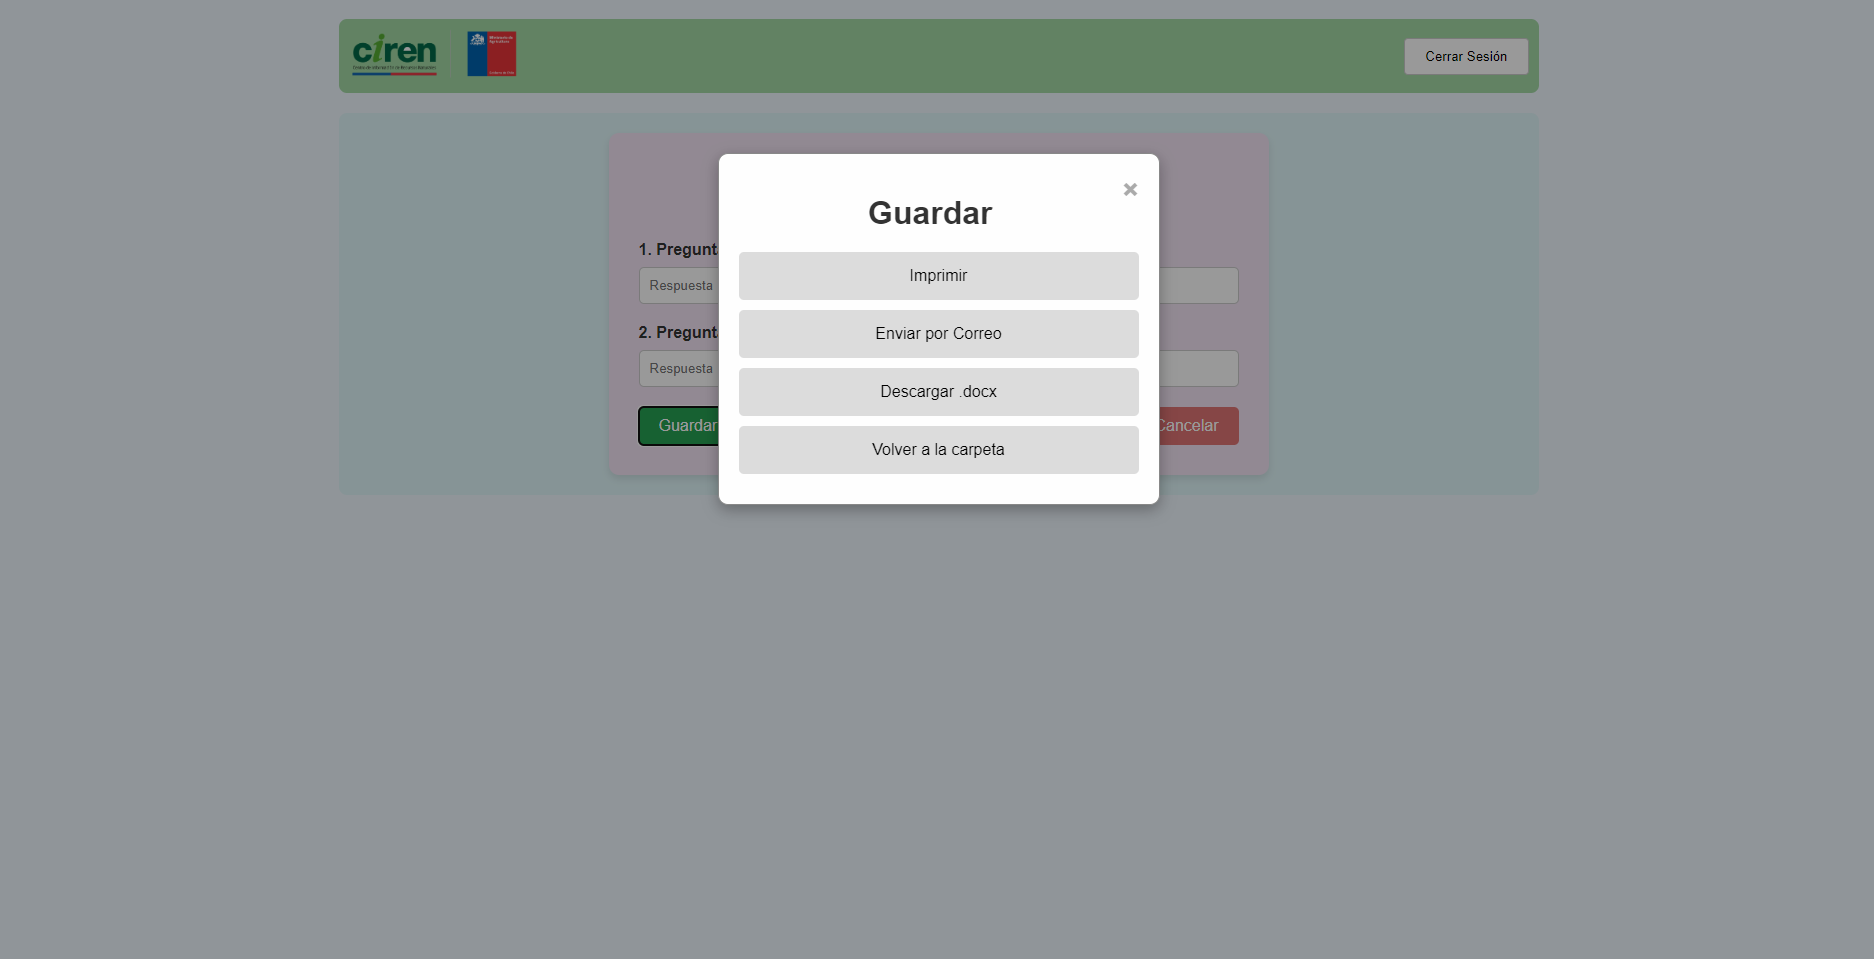 ciren
Cerrar Sesión
Guardar
×
Imprimir
Enviar por Correo
Descargar .docx
Volver a la carpeta
1. Pregunt
Respuesta
2. Pregunt
Respuesta
Guardar
Cancelar